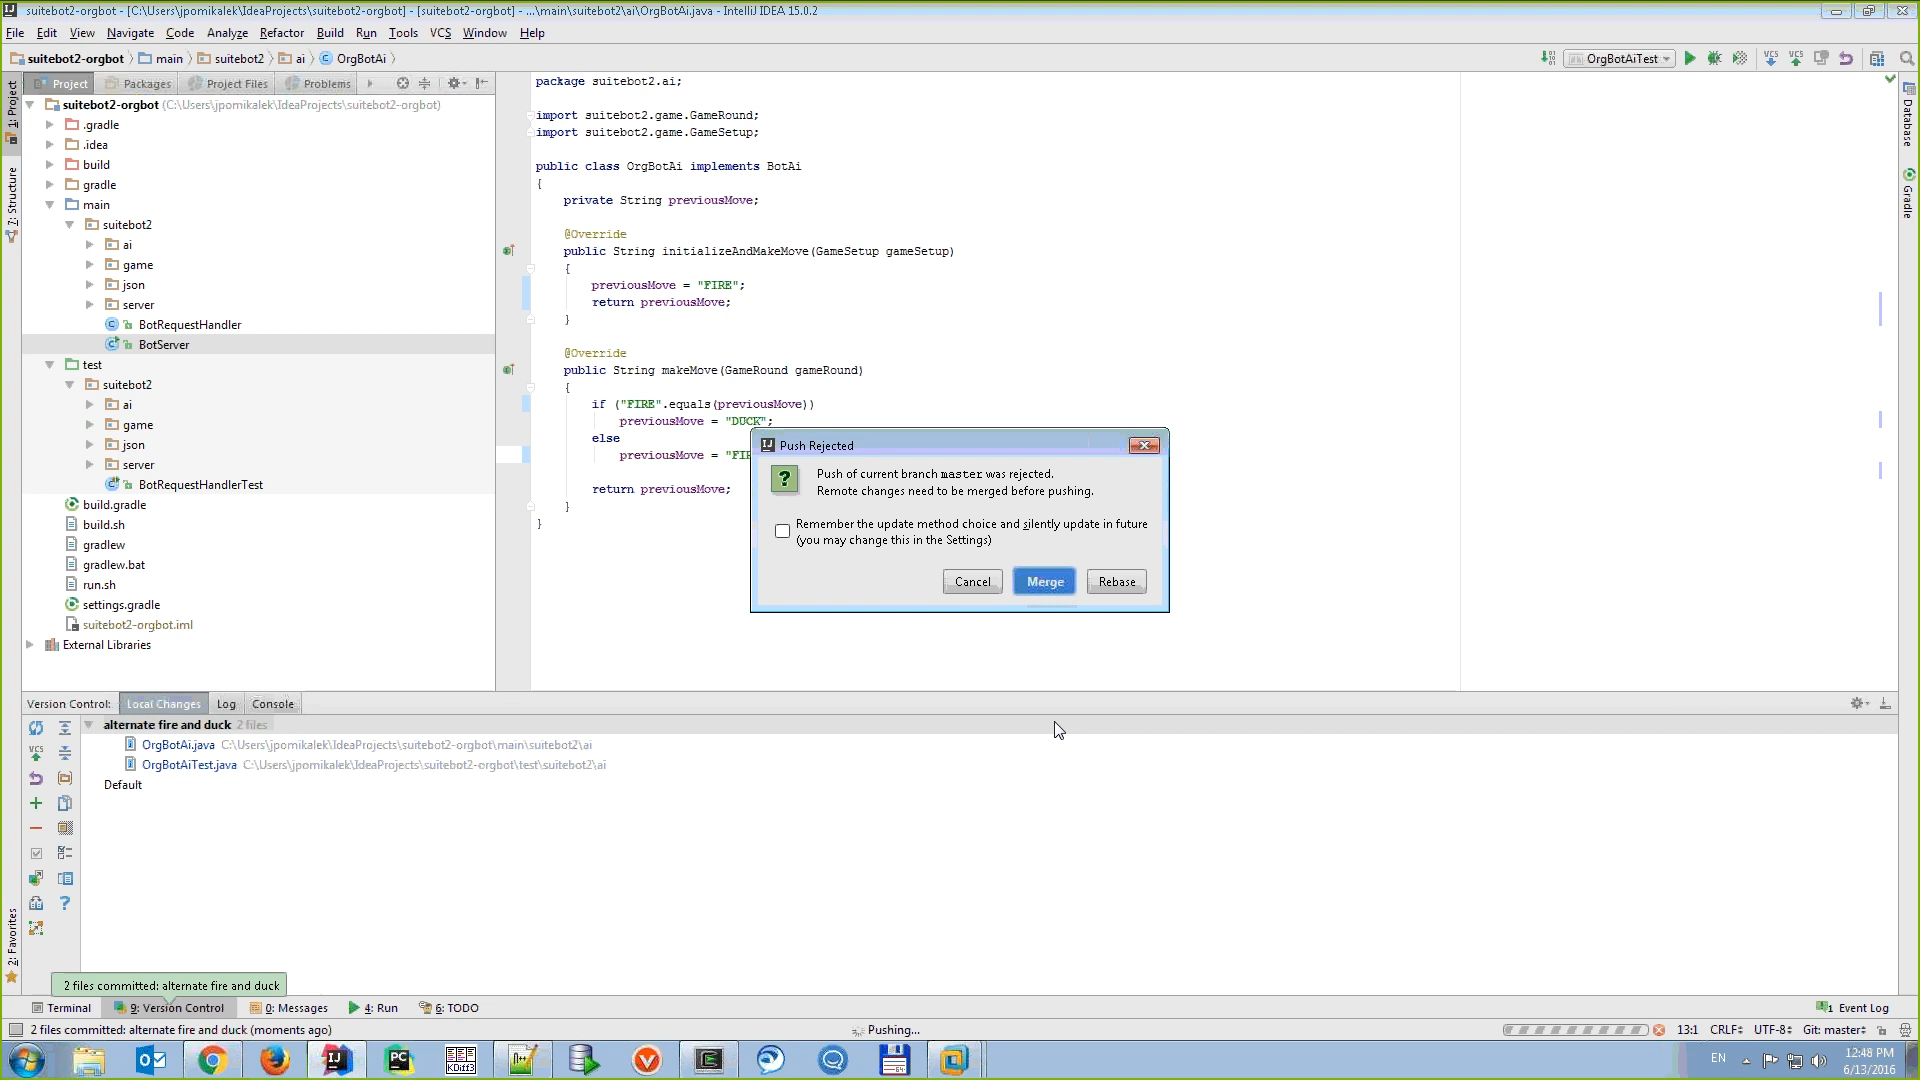 suitebot2-orgbot - [C:\Users\jpomikalek\IdeaProjects\suitebot2-orgbot] - [suitebot2-orgbot] - ...\main\suitebot2\ai\OrgBotAi.java - IntelliJ IDEA 15.0.2
File Edit View Navigate Code Analyze Refactor Build Run Tools VCS Window Help
suitebot2-orgbot main suitebot2 ai OrgBotAi
OrgBotAiTest
Project Packages Project Files Problems
1: Project
7: Structure
2: Favorites
Database
Gradle
suitebot2-orgbot (C:\Users\jpomikalek\IdeaProjects\suitebot2-orgbot)
.gradle
.idea
build
gradle
main
suitebot2
ai
game
json
server
BotRequestHandler
BotServer
test
suitebot2
ai
game
json
server
BotRequestHandlerTest
build.gradle
build.sh
gradlew
gradlew.bat
run.sh
settings.gradle
suitebot2-orgbot.iml
External Libraries
package suitebot2.ai;
import suitebot2.game.GameRound;
import suitebot2.game.GameSetup;
public class OrgBotAi implements BotAi
{
private String previousMove;
@Override
public String initializeAndMakeMove(GameSetup gameSetup)
{
previousMove = "FIRE";
return previousMove;
}
@Override
public String makeMove(GameRound gameRound)
{
if ("FIRE".equals(previousMove))
previousMove = "DUCK";
else
previousMove = "FIR
return previousMove;
}
}
Push Rejected
Push of current branch master was rejected.
Remote changes need to be merged before pushing.
Remember the update method choice and silently update in future
(you may change this in the Settings)
Cancel Merge Rebase
Version Control: Local Changes Log Console
alternate fire and duck 2 files
OrgBotAi.java C:\Users\jpomikalek\IdeaProjects\suitebot2-orgbot\main\suitebot2\ai
OrgBotAiTest.java C:\Users\jpomikalek\IdeaProjects\suitebot2-orgbot\test\suitebot2\ai
Default
2 files committed: alternate fire and duck
Terminal 9: Version Control 0: Messages 4: Run 6: TODO 1 Event Log
2 files committed: alternate fire and duck (moments ago) Pushing... 13:1 CRLF UTF-8 Git: master
EN 12:48 PM
6/13/2016